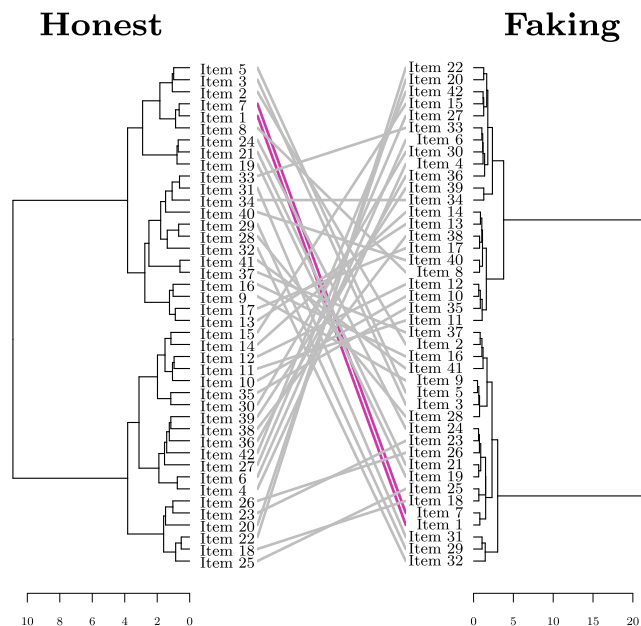 Honest
Faking
Item 5
Item 3
Item 2
Item 7
Item 1
Item 8
Item 24
Item 21
Item 19
Item 33
Item 31
Item 34
Item 40
Item 29
Item 28
Item 32
Item 41
Item 37
Item 16
Item 9
Item 17
Item 13
Item 15
Item 14
Item 12
Item 11
Item 10
Item 35
Item 30
Item 39
Item 38
Item 36
Item 42
Item 27
Item 6
Item 4
Item 26
Item 23
Item 20
Item 22
Item 18
Item 25
Item 22
Item 20
Item 42
Item 15
Item 27
Item 33
Item 6
Item 30
Item 4
Item 36
Item 39
Item 34
Item 14
Item 13
Item 38
Item 17
Item 40
Item 8
Item 12
Item 10
Item 35
Item 11
Item 37
Item 2
Item 16
Item 41
Item 9
Item 5
Item 3
Item 28
Item 24
Item 23
Item 26
Item 21
Item 19
Item 25
Item 18
Item 7
Item 1
Item 31
Item 29
Item 32
10 8 6 4 2 0
0 5 10 15 20